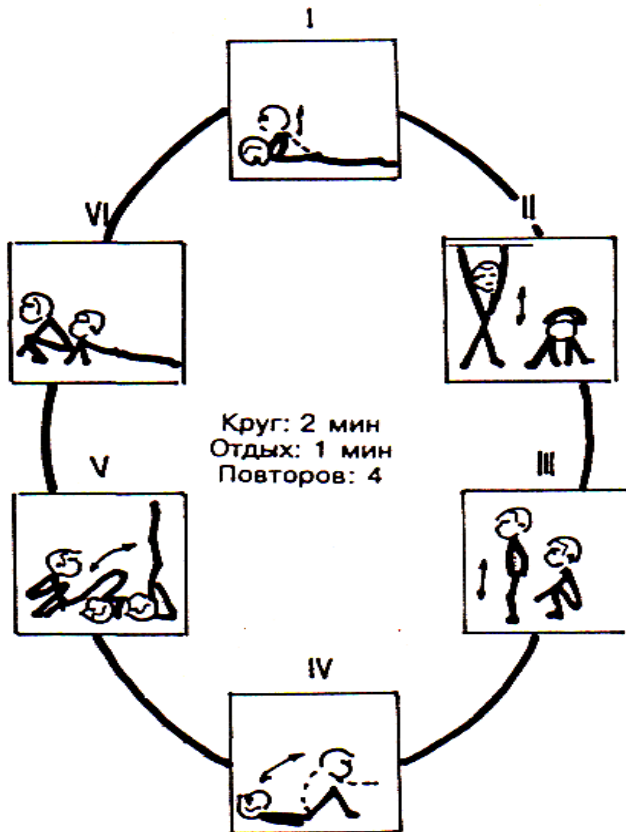 I
VI
II
Круг: 2 мин
Отдых: 1 мин
Повторов: 4
V
III
IV